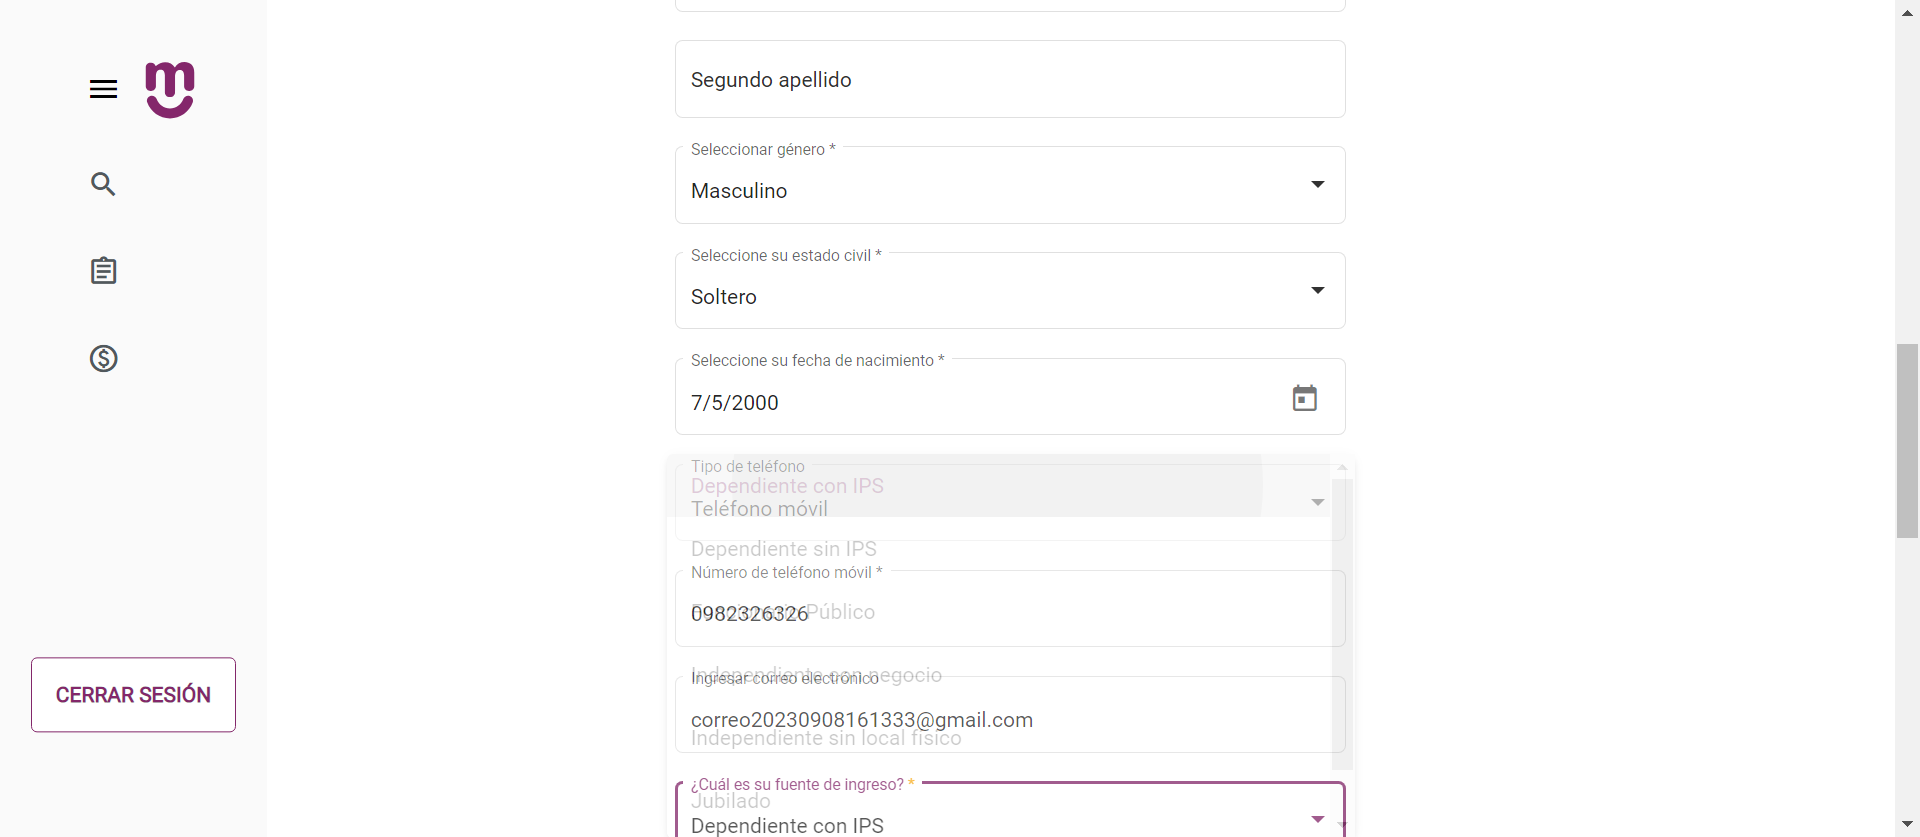 Segundo apellido
Seleccionar género *
Masculino
Seleccione su estado civil *
Soltero
Seleccione su fecha de nacimiento *
7/5/2000
Tipo de teléfono
Dependiente con IPS
Teléfono móvil
Dependiente sin IPS
Número de teléfono móvil *
0982326326
Público
Independiente con negocio
Ingresar correo electrónico
correo20230908161333@gmail.com
Independiente sin local físico
¿Cuál es su fuente de ingreso? *
Jubilado
Dependiente con IPS
CERRAR SESIÓN